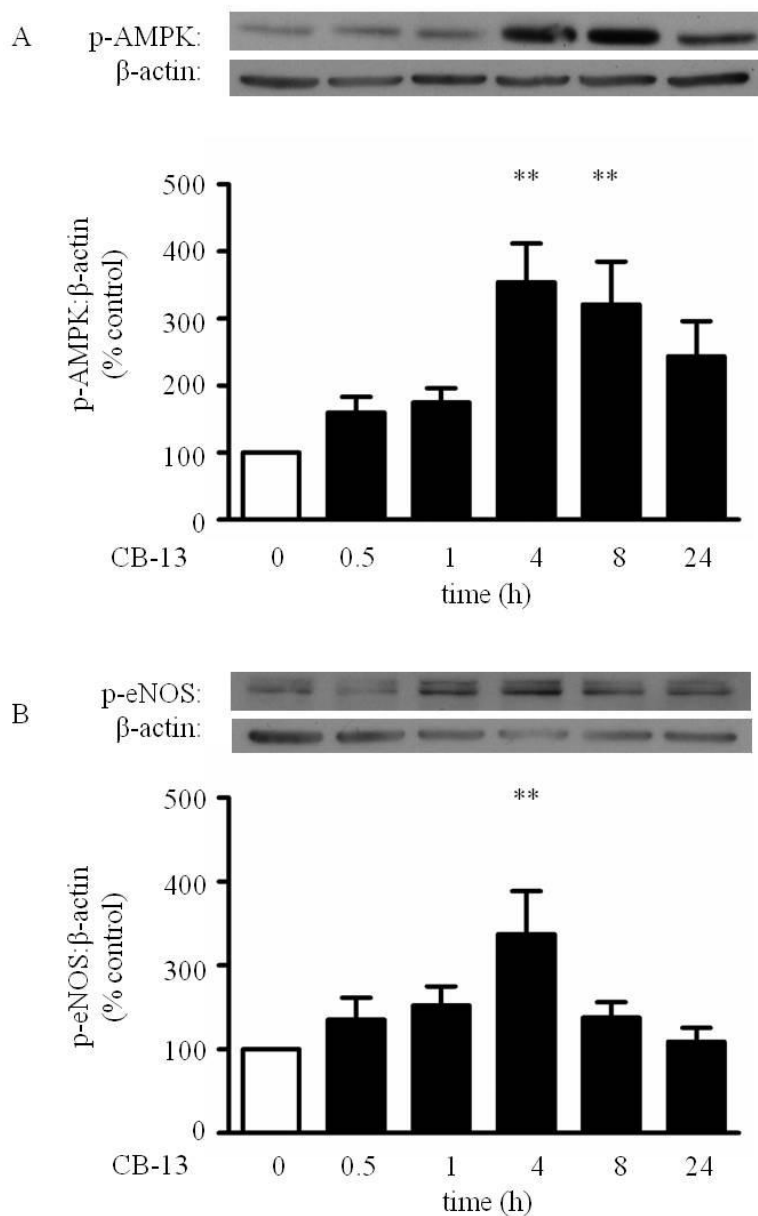 A
p-AMPK:
β-actin:
** **
500
400
300
200
100
0
p-AMPK:β-actin
(% control)
CB-13 0 0.5 1 4 8 24
time (h)
B
p-eNOS:
β-actin:
**
500
400
300
100
0
p-eNOS:β-actin
(% control)
CB-13 0 0.5 1 4 8 24
time (h)